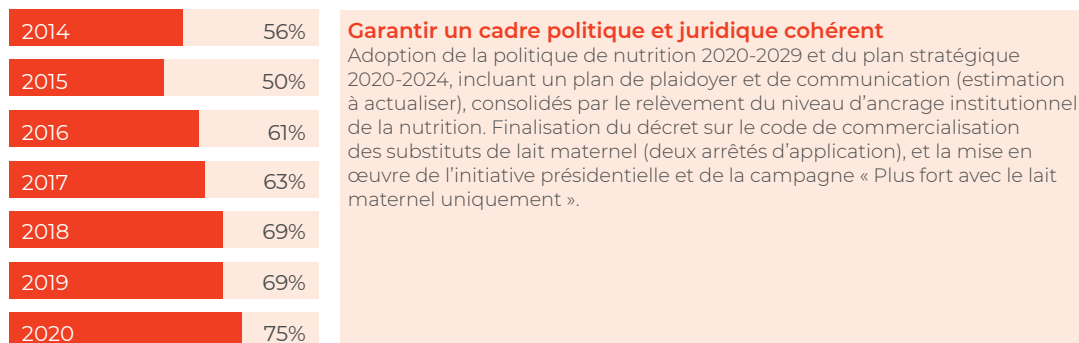 2014 56%
2015 50%
2016 61%
2017 63%
2018 69%
2019 69%
2020 75%
Garantir un cadre politique et juridique cohérent
Adoption de la politique de nutrition 2020-2029 et du plan stratégique
2020-2024, incluant un plan de plaidoyer et de communication (estimation
à actualiser), consolidés par le relèvement du niveau d’ancrage institutionnel
de la nutrition. Finalisation du décret sur le code de commercialisation
des substituts de lait maternel (deux arrêtés d’application), et la mise en
œuvre de l’initiative présidentielle et de la campagne « Plus fort avec le lait
maternel uniquement ».